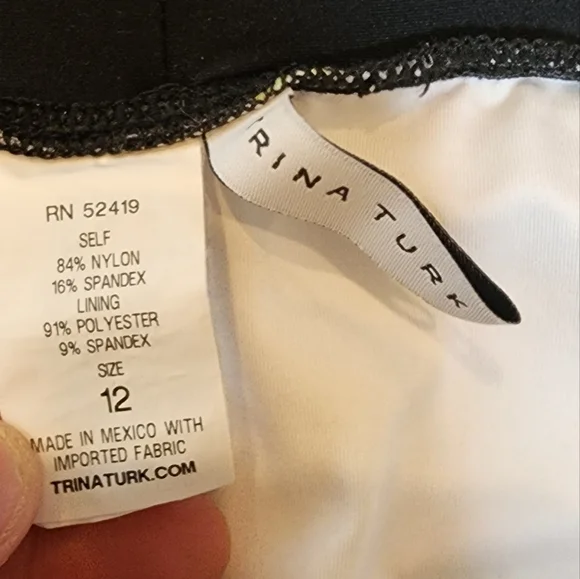 TRINA TURK
RN 52419
SELF
84% NYLON
16% SPANDEX
LINING
91% POLYESTER
9% SPANDEX
SIZE
12
MADE IN MEXICO WITH
IMPORTED FABRIC
TRINATURK.COM